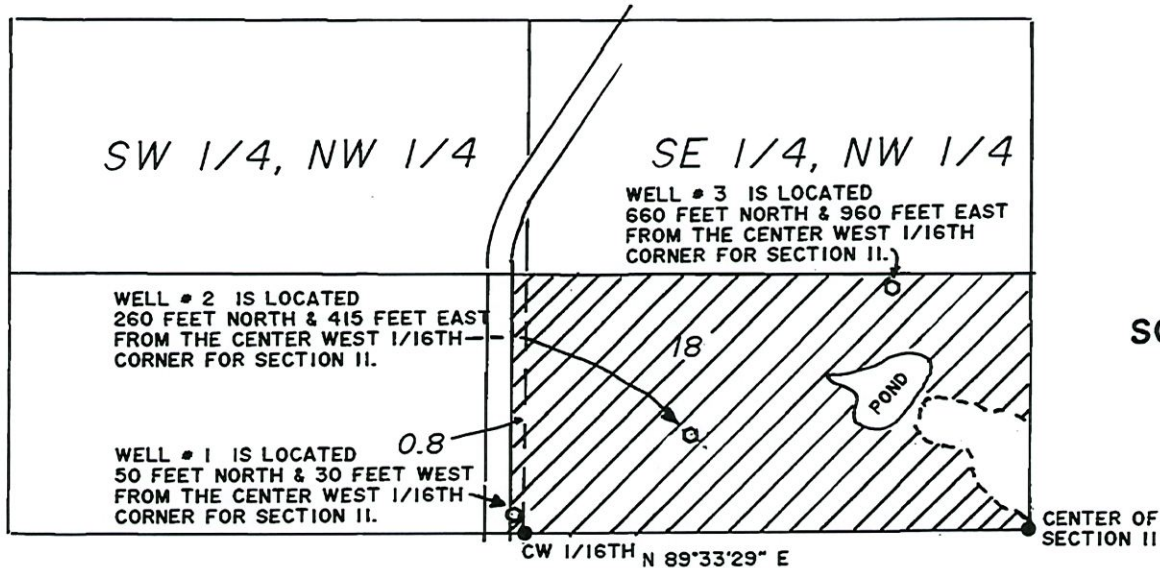 SW 1/4, NW 1/4
SE 1/4, NW 1/4
WELL # 3 IS LOCATED
660 FEET NORTH & 960 FEET EAST
FROM THE CENTER WEST 1/16TH
CORNER FOR SECTION 11.
WELL # 2 IS LOCATED
260 FEET NORTH & 415 FEET EAST
FROM THE CENTER WEST 1/16TH
CORNER FOR SECTION 11.
18
POND
0.8
WELL # 1 IS LOCATED
50 FEET NORTH & 30 FEET WEST
FROM THE CENTER WEST 1/16TH
CORNER FOR SECTION 11.
CW 1/16TH
N 89°33'29" E
CENTER OF
SECTION 11